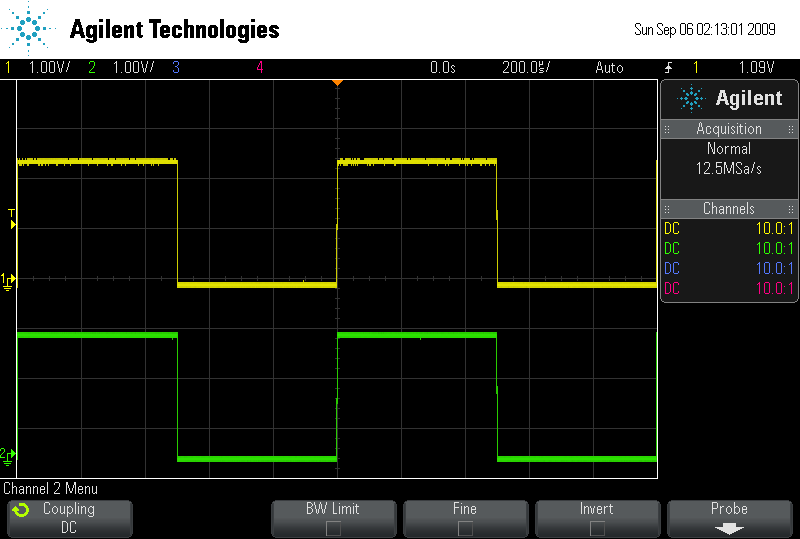 Agilent Technologies
Sun Sep 06 02:13:01 2009
1 1.00V/ 2 1.00V/ 3 4 0.0s 200.0µs/ Auto 1 1.09V
Agilent
Acquisition
Normal
12.5MSa/s
Channels
DC 10.0:1
DC 10.0:1
DC 10.0:1
DC 10.0:1
T
1
2
Channel 2 Menu
Coupling
DC
BW Limit
Fine
Invert
Probe